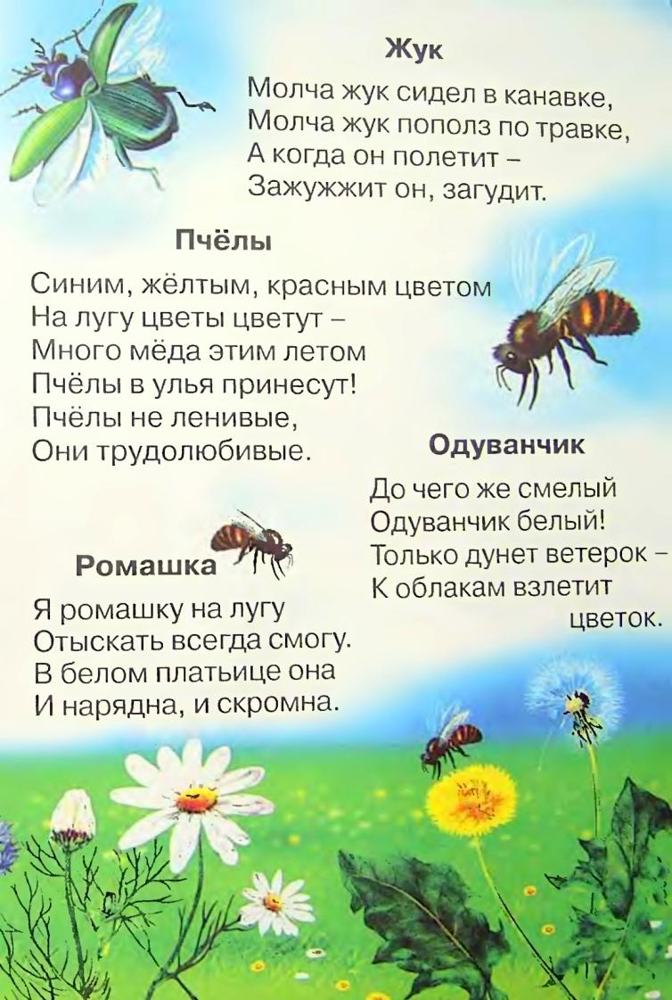 Жук
Молча жук сидел в канавке,
Молча жук пополз по травке,
А когда он полетит –
Зажужжит он, загудит.
Пчёлы
Синим, жёлтым, красным цветом
На лугу цветы цветут –
Много мёда этим летом
Пчёлы в улья принесут!
Пчёлы не ленивые,
Они трудолюбивые.
Одуванчик
До чего же смелый
Одуванчик белый!
Только дунет ветерок –
К облакам взлетит
цветок.
Ромашка
Я ромашку на лугу
Отыскать всегда смогу.
В белом платьице она
И нарядна, и скромна.